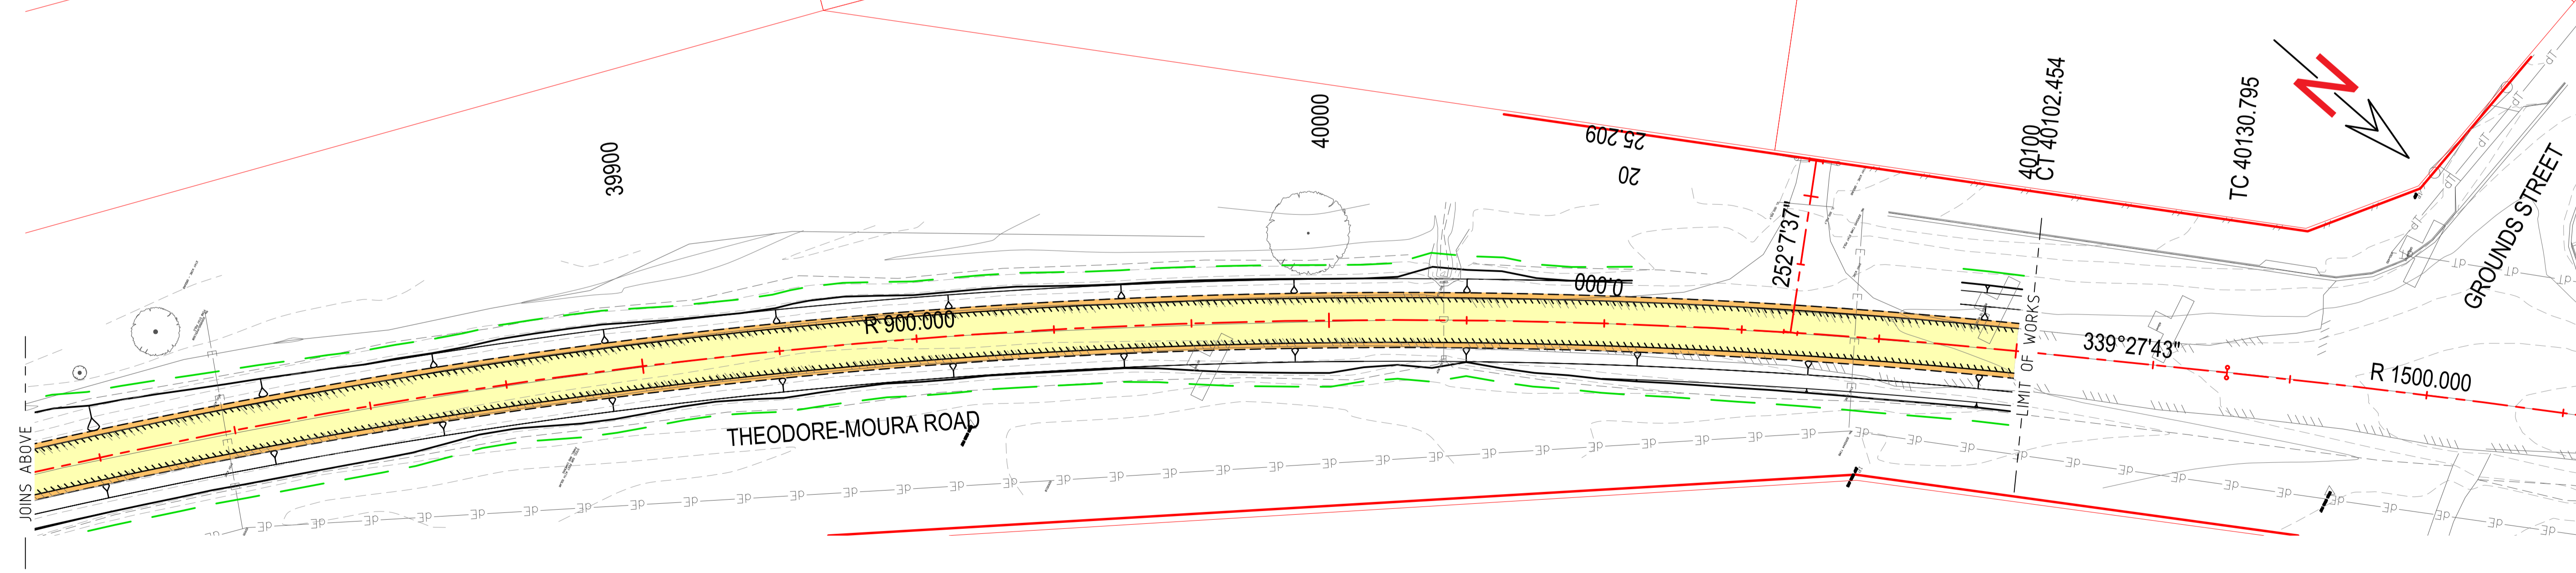 JOINS ABOVE
39900
R 900.000
THEODORE-MOURA ROAD
40000
25.209
20
0.000
252°7'37"
40100
CT 40102.454
LIMIT OF WORKS
339°27'43"
TC 40130.795
R 1500.000
N
GROUNDS STREET